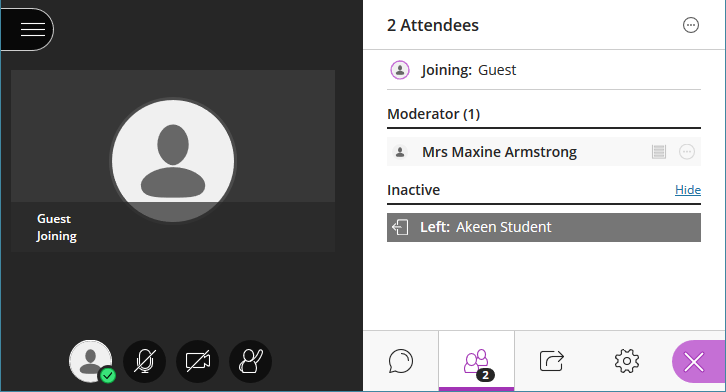 Guest
Joining
2 Attendees
Joining: Guest
Moderator (1)
Mrs Maxine Armstrong
Inactive Hide
Left: Akeen Student
2